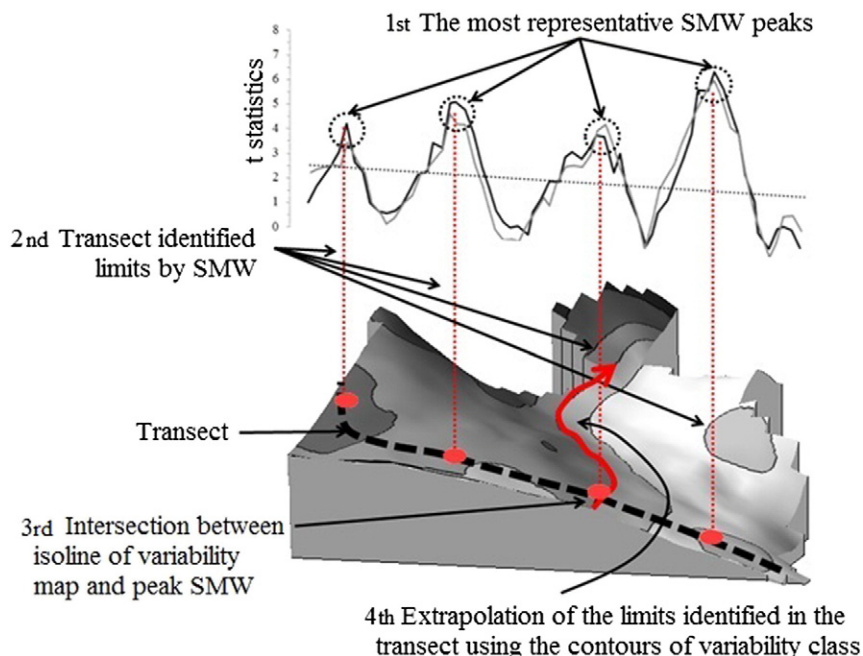 1st The most representative SMW peaks
t statistics
8
7
6
5
4
3
2
1
0
2nd Transect identified
limits by SMW
Transect
3rd Intersection between
isoline of variability
map and peak SMW
4th Extrapolation of the limits identified in the
transect using the contours of variability class